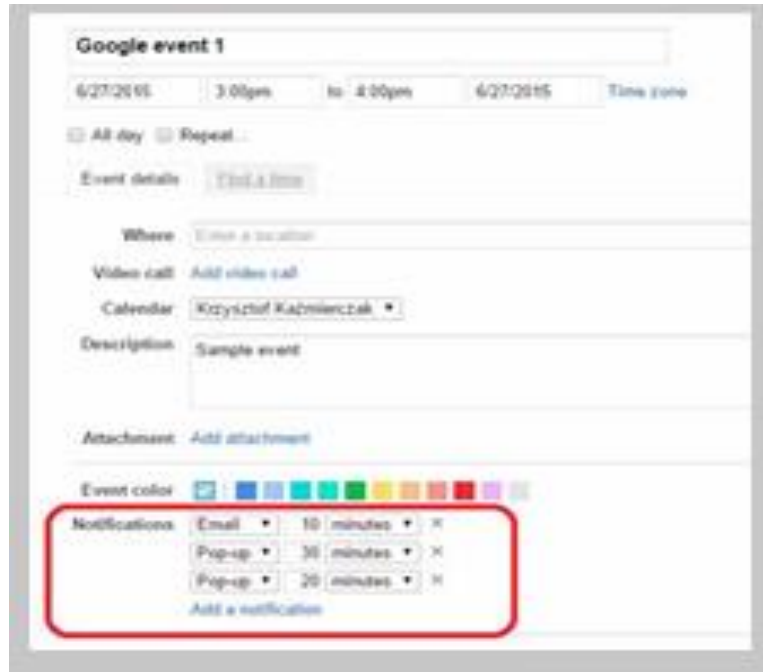 Google event 1
6/27/2015 3:00pm to 4:00pm 6/27/2015 Time zone
All day Repeat...
Event details Find a time
Where Enter a location
Video call Add video call
Calendar Krzysztof Kaźmierczak
Description Sample event
Attachment Add attachment
Event color
Notifications Email 10 minutes ×
Pop-up 30 minutes ×
Pop-up 20 minutes ×
Add a notification